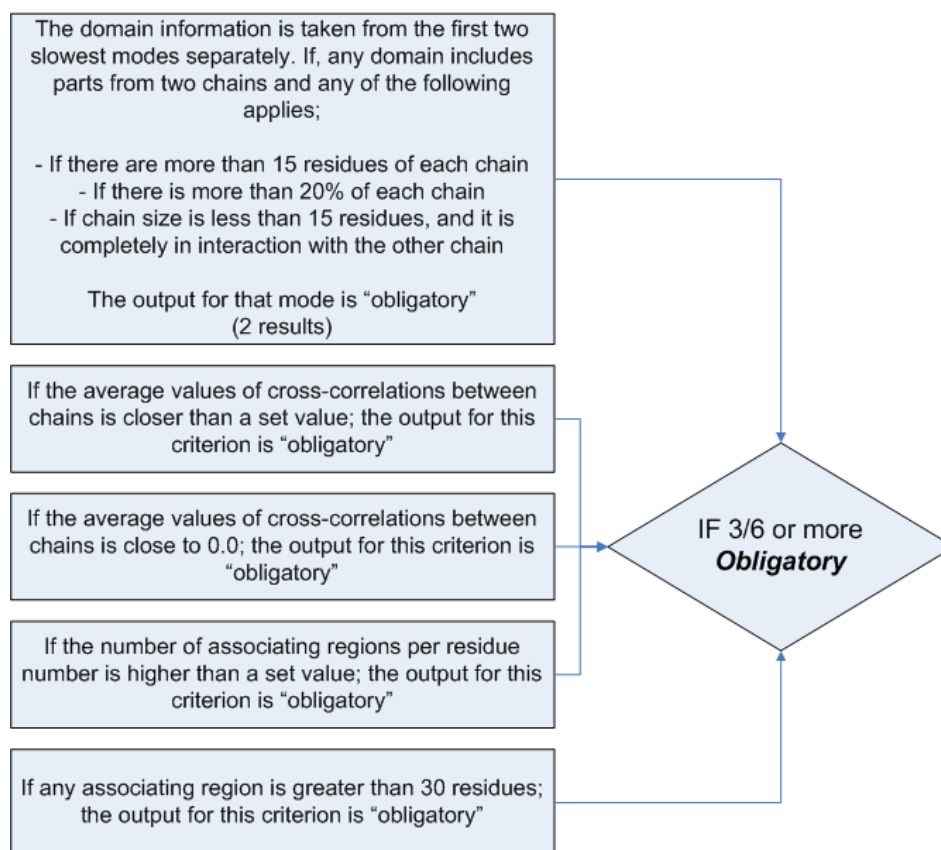 The domain information is taken from the first two
slowest modes separately. If, any domain includes
parts from two chains and any of the following
applies;
- If there are more than 15 residues of each chain
- If there is more than 20% of each chain
- If chain size is less than 15 residues, and it is
completely in interaction with the other chain
The output for that mode is “obligatory”
(2 results)
If the average values of cross-correlations between
chains is closer than a set value; the output for this
criterion is “obligatory”
If the average values of cross-correlations between
chains is close to 0.0; the output for this criterion is
“obligatory”
If the number of associating regions per residue
number is higher than a set value; the output for this
criterion is “obligatory”
If any associating region is greater than 30 residues;
the output for this criterion is “obligatory”
IF 3/6 or more
Obligatory